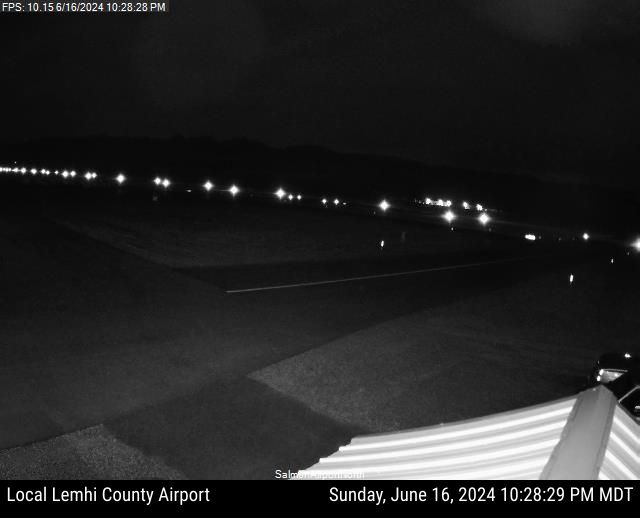 FPS: 10.15 6/16/2024 10:28:28 PM
Local Lemhi County Airport
Sunday, June 16, 2024 10:28:29 PM MDT